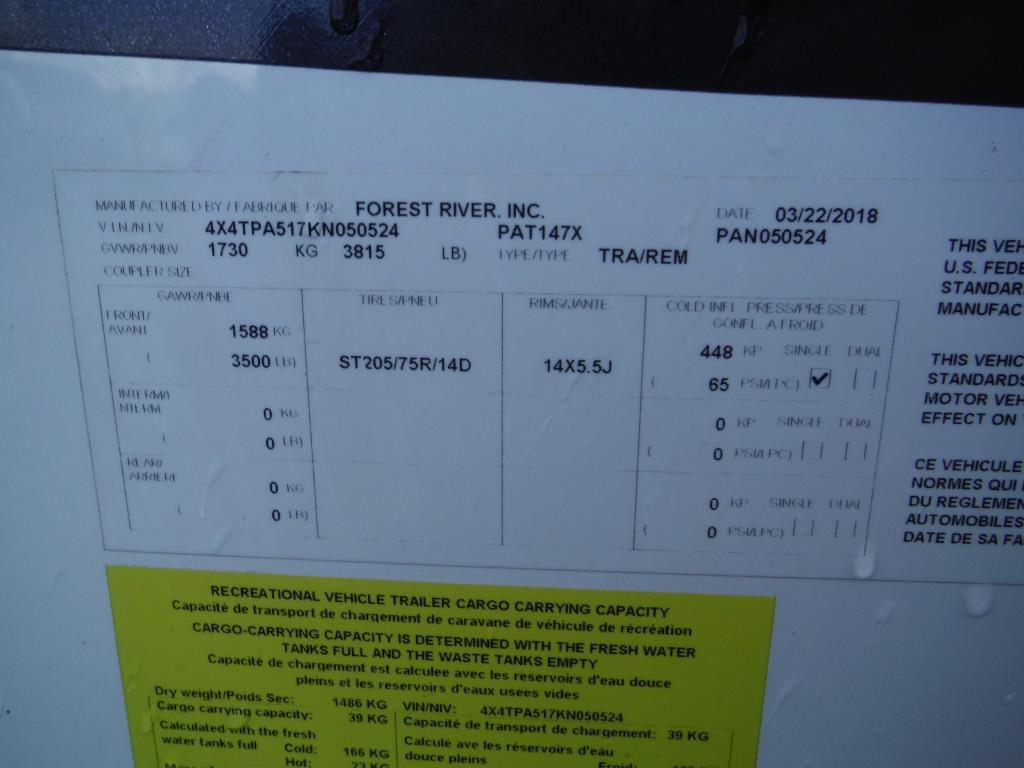 MANUFACTURED BY / FABRIQUE PAR FOREST RIVER. INC. DATE 03/22/2018
VIN/NIV 4X4TPA517KN050524 PAT147X PAN050524
GVWR/PNBV 1730 KG 3815 LB) TYPE/TYPE TRA/REM
COUPLER SIZE
GAWR/PNBE TIRES/PNEU RIMS/JANTE COLD INFL PRESS/PRESS DE
GONFL. A FROID
FRONT/
AVANT 1588 KG 448 KP SINGLE DUAL
( 3500 LB) ST205/75R/14D 14X5.5J ( 65 PSI/LPC)
INTERM/I
NTERM 0 KG 0 KP SINGLE DUAL
( 0 LB) ( 0 PSI/LPC)
REAR/
ARRIERE 0 KG 0 KP SINGLE DUAL
( 0 LB) ( 0 PSI/LPC)
THIS VEH
U.S. FEDE
STANDAR
MANUFAC
THIS VEHIC
STANDARDS
MOTOR VEH
EFFECT ON
CE VEHICULE
NORMES QUI
DU REGLEMEN
AUTOMOBILES
DATE DE SA FA
RECREATIONAL VEHICLE TRAILER CARGO CARRYING CAPACITY
Capacité de transport de chargement de caravane de véhicule de récréation
CARGO-CARRYING CAPACITY IS DETERMINED WITH THE FRESH WATER
TANKS FULL AND THE WASTE TANKS EMPTY
Capacité de chargement est calculee avec les reservoirs d'eau douce
pleins et les reservoirs d'eaux usees vides
Dry weight/Poids Sec: 1486 KG VIN/NIV: 4X4TPA517KN050524
Cargo carrying capacity: 39 KG Capacité de transport de chargement: 39 KG
Calculated with the fresh Calculé ave les réservoirs d'eau
water tanks full Cold: 166 KG douce pleins
Hot: 23 KG Froid: